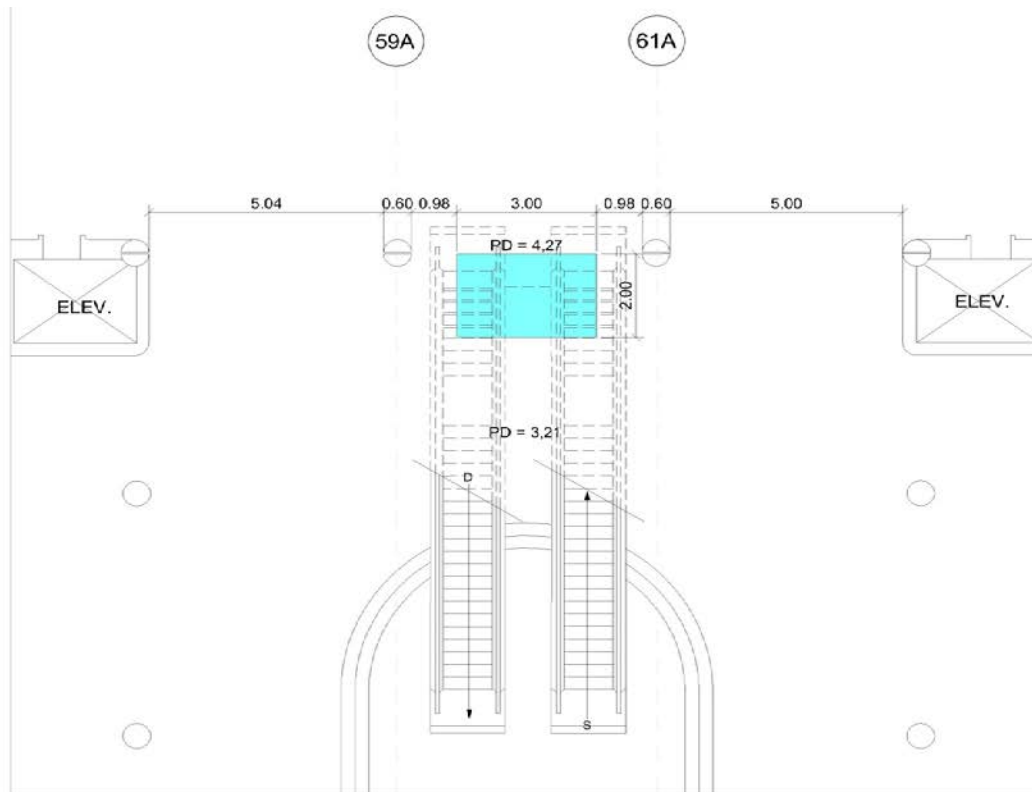 59A
61A
5.04
0.60
0.98
3.00
0.98
0.60
5.00
PD = 4,27
2.00
ELEV.
ELEV.
PD = 3,21
D
S